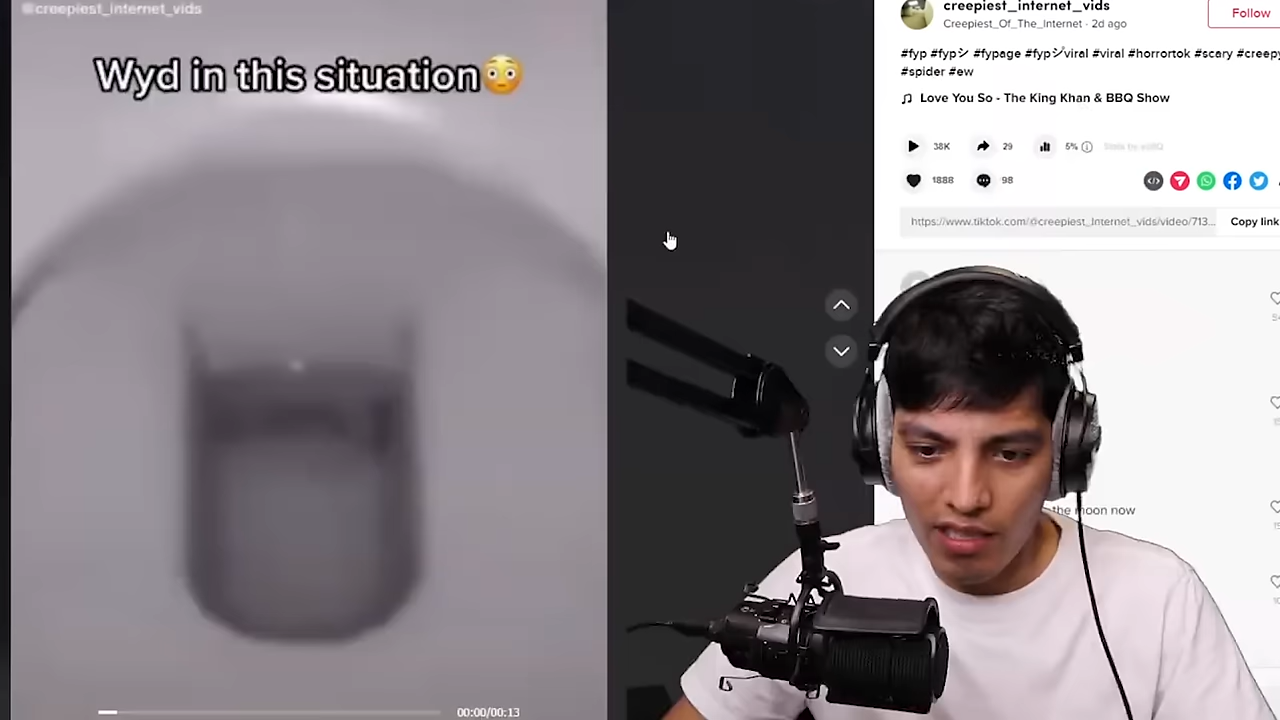 @creepiest_internet_vids
Wyd in this situation😳
00:00/00:13
creepiest_internet_vids
Creepiest_Of_The_Internet · 2d ago
Follow
#fyp #fypシ #fypage #fypシviral #viral #horrortok #scary #creepy
#spider #ew
♫ Love You So - The King Khan & BBQ Show
38K 29 5%
1888 98
https://www.tiktok.com/@creepiest_internet_vids/video/713... Copy link
the moon now